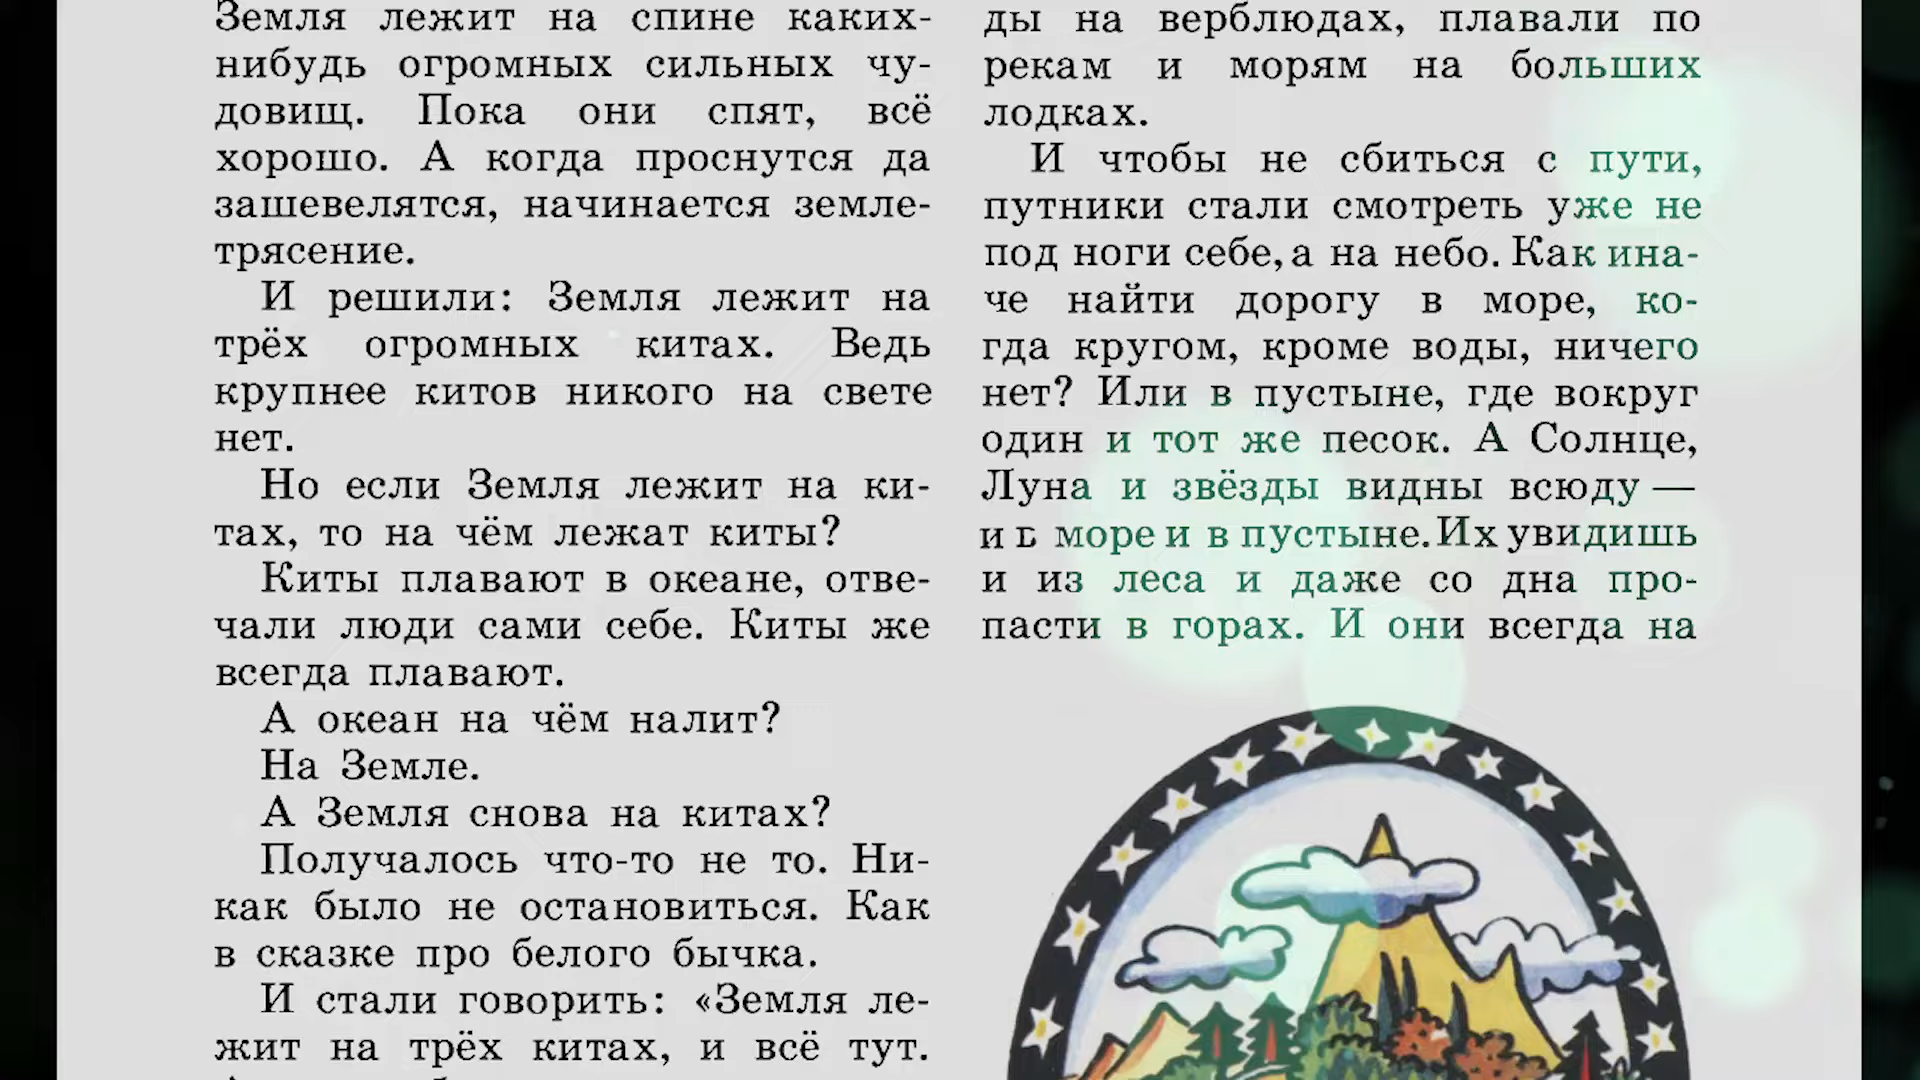 Земля лежит на спине каких-
нибудь огромных сильных чу-
довищ. Пока они спят, всё
хорошо. А когда проснутся да
зашевелятся, начинается земле-
трясение.
И решили: Земля лежит на
трёх огромных китах. Ведь
крупнее китов никого на свете
нет.
Но если Земля лежит на ки-
тах, то на чём лежат киты?
Киты плавают в океане, отве-
чали люди сами себе. Киты же
всегда плавают.
А океан на чём налит?
На Земле.
А Земля снова на китах?
Получалось что-то не то. Ни-
как было не остановиться. Как
в сказке про белого бычка.
И стали говорить: «Земля ле-
жит на трёх китах, и всё тут.
ды на верблюдах, плавали по
рекам и морям на больших
лодках.
И чтобы не сбиться с пути,
путники стали смотреть уже не
под ноги себе, а на небо. Как ина-
че найти дорогу в море, ко-
гда кругом, кроме воды, ничего
нет? Или в пустыне, где вокруг
один и тот же песок. А Солнце,
Луна и звёзды видны всюду —
и в море и в пустыне. Их увидишь
и из леса и даже со дна про-
пасти в горах. И они всегда на